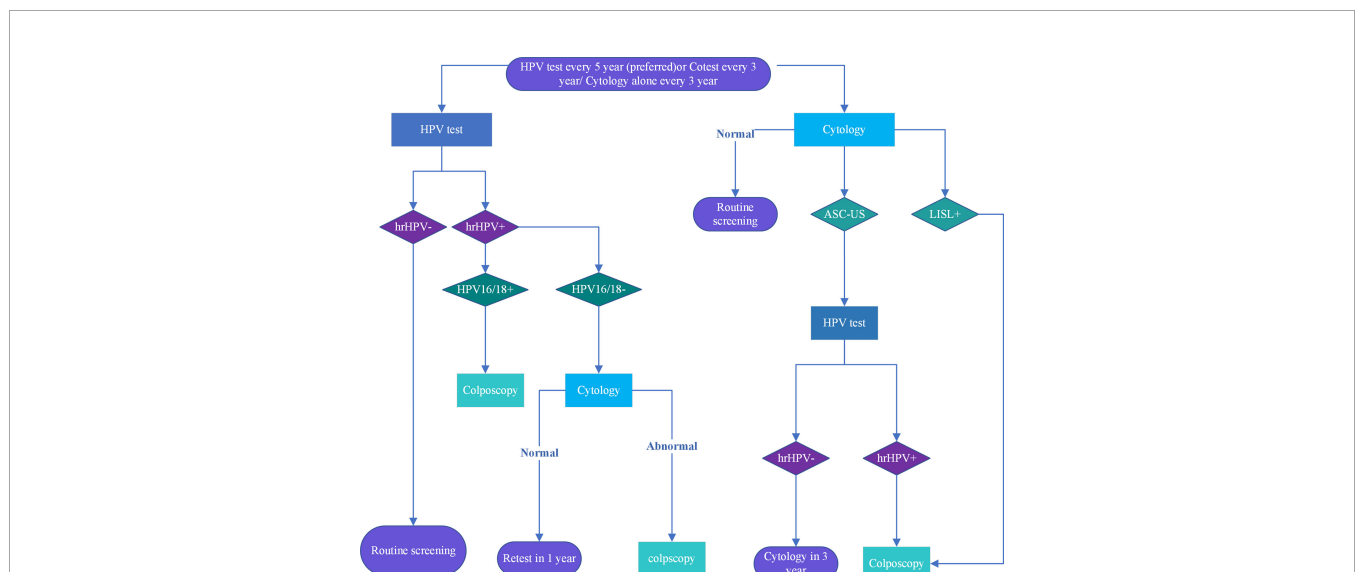 HPV test every 5 year (preferred)or Cotest every 3
year/ Cytology alone every 3 year
HPV test
Cytology
Normal
hrHPV-
hrHPV+
Routine
screening
ASC-US
LISL+
HPV16/18+
HPV16/18-
HPV test
Colposcopy
Cytology
Normal
Abnormal
hrHPV-
hrHPV+
Routine screening
Retest in 1 year
colpscopy
Cytology in 3
year
Colposcopy